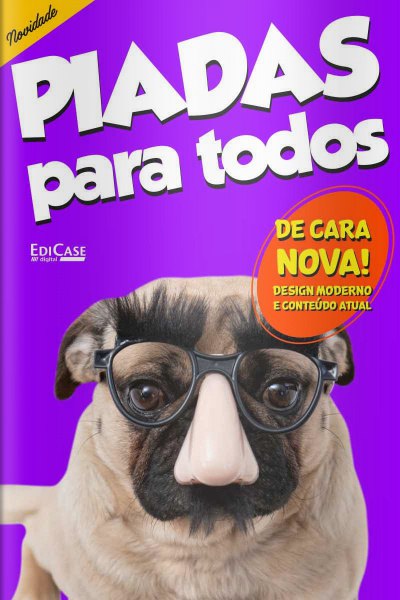 Novidade
PIADAS
para todos
EDICASE
digital
DE CARA
NOVA!
DESIGN MODERNO
E CONTEÚDO ATUAL